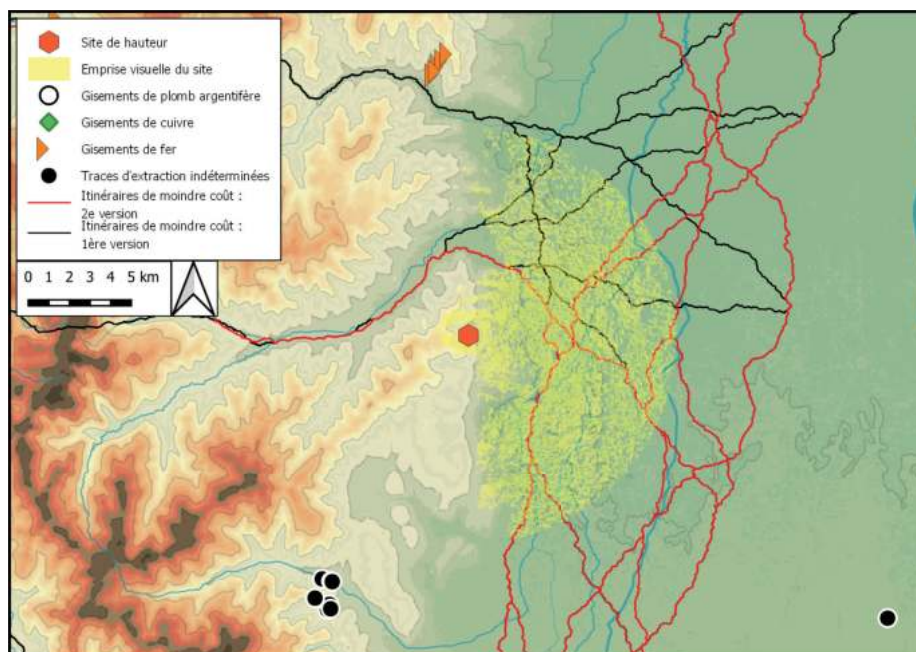 Site de hauteur
Emprise visuelle du site
Gisements de plomb argentifère
Gisements de cuivre
Gisements de fer
Traces d'extraction indéterminées
Itinéraires de moindre coût :
2e version
Itinéraires de moindre coût :
1ère version
0 1 2 3 4 5 km